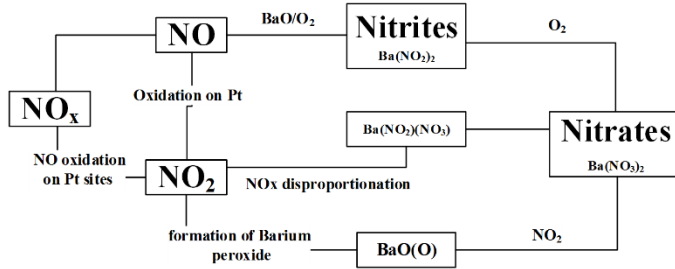 NO
BaO/O₂
Nitrites
Ba(NO₂)₂
O₂
NOₓ
Oxidation on Pt
Ba(NO₂)(NO₃)
Nitrates
Ba(NO₃)₂
NO oxidation
on Pt sites
NO₂
NOx disproportionation
formation of Barium
peroxide
BaO(O)
NO₂